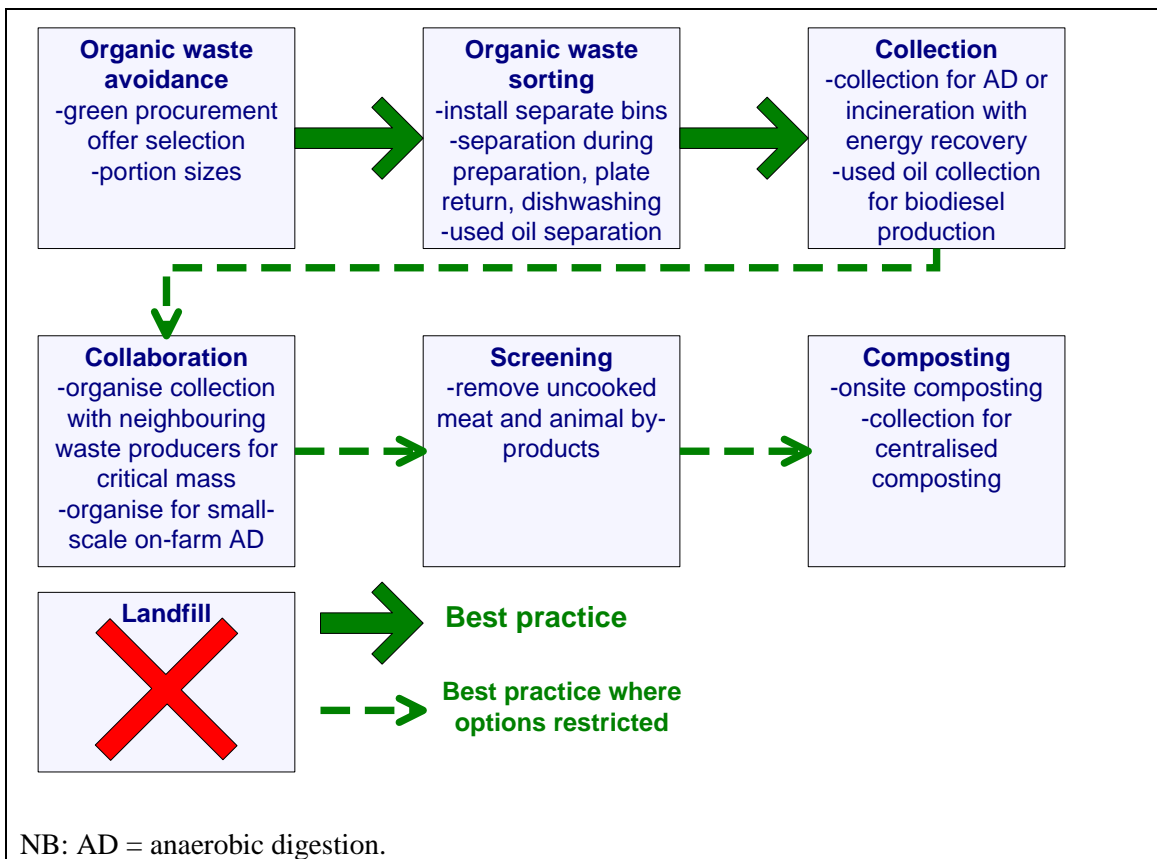 Organic waste
avoidance
-green procurement
offer selection
-portion sizes
Organic waste
sorting
-install separate bins
-separation during
preparation, plate
return, dishwashing
-used oil separation
Collection
-collection for AD or
incineration with
energy recovery
-used oil collection
for biodiesel
production
Collaboration
-organise collection
with neighbouring
waste producers for
critical mass
-organise for small-
scale on-farm AD
Screening
-remove uncooked
meat and animal by-
products
Composting
-onsite composting
-collection for
centralised
composting
Landfill
Best practice
Best practice where
options restricted
NB: AD = anaerobic digestion.